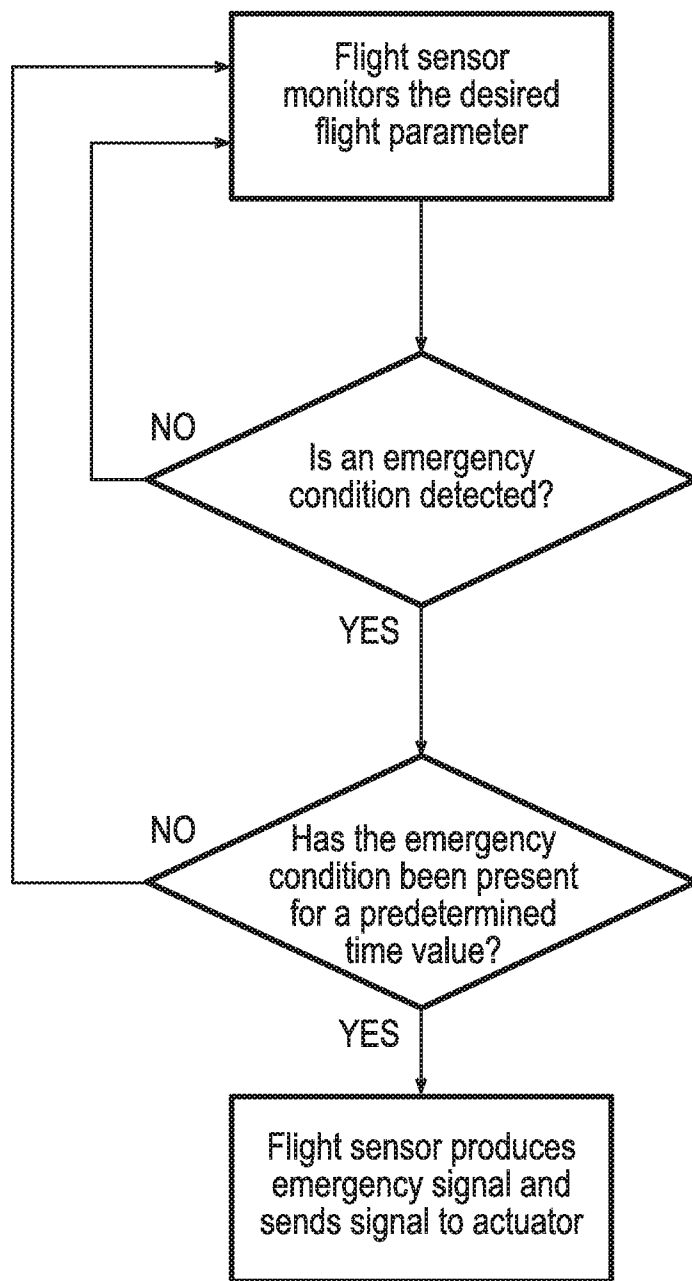 Flight sensor
monitors the desired
flight parameter
NO
Is an emergency
condition detected?
YES
NO
Has the emergency
condition been present
for a predetermined
time value?
YES
Flight sensor produces
emergency signal and
sends signal to actuator